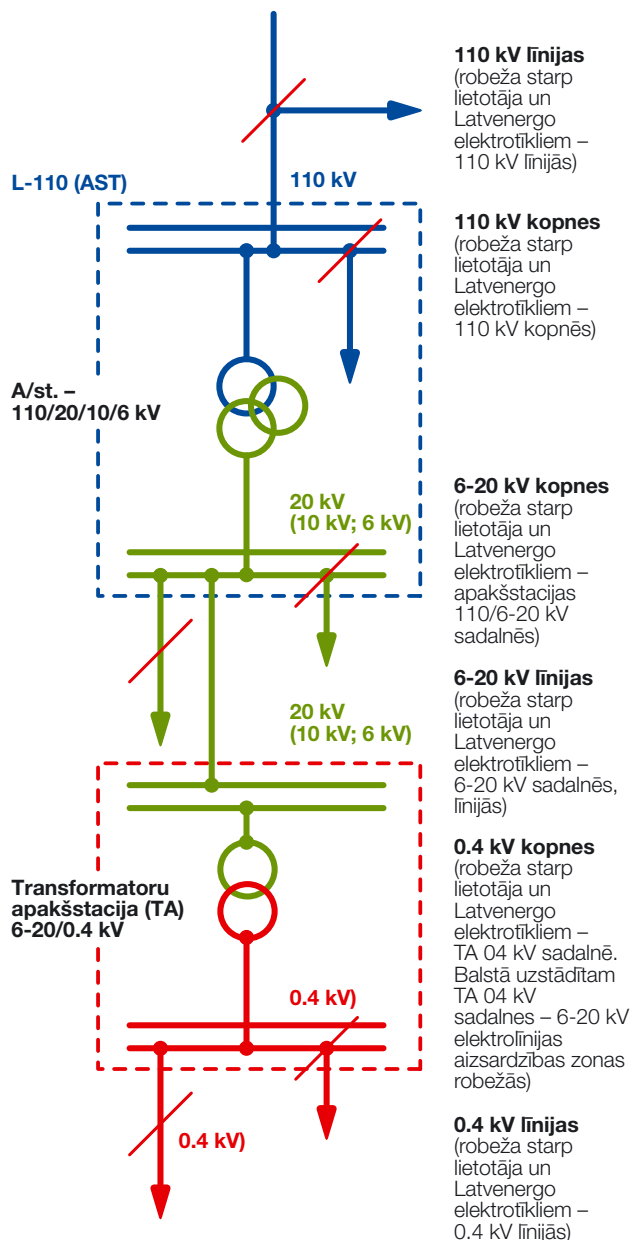 110 kV līnijas
(robeža starp
lietotāja un
Latvenergo
elektrotīkliem –
110 kV līnijās)
L-110 (AST)
110 kV
110 kV kopnes
(robeža starp
lietotāja un
Latvenergo
elektrotīkliem –
110 kV kopnēs)
A/st. –
110/20/10/6 kV
20 kV
(10 kV; 6 kV)
6-20 kV kopnes
(robeža starp
lietotāja un
Latvenergo
elektrotīkliem –
apakšstacijas
110/6-20 kV
sadalnēs)
20 kV
(10 kV; 6 kV)
6-20 kV līnijas
(robeža starp
lietotāja un
Latvenergo
elektrotīkliem –
6-20 kV sadalnēs,
līnijās)
Transformatoru
apakšstacija (TA)
6-20/0.4 kV
0.4 kV)
0.4 kV kopnes
(robeža starp
lietotāja un
Latvenergo
elektrotīkliem –
TA 04 kV sadalnē.
Balstā uzstādītam
TA 04 kV
sadalnes – 6-20 kV
elektrolīnijas
aizsardzības zonas
robežās)
0.4 kV)
0.4 kV līnijas
(robeža starp
lietotāja un
Latvenergo
elektrotīkliem –
0.4 kV līnijās)